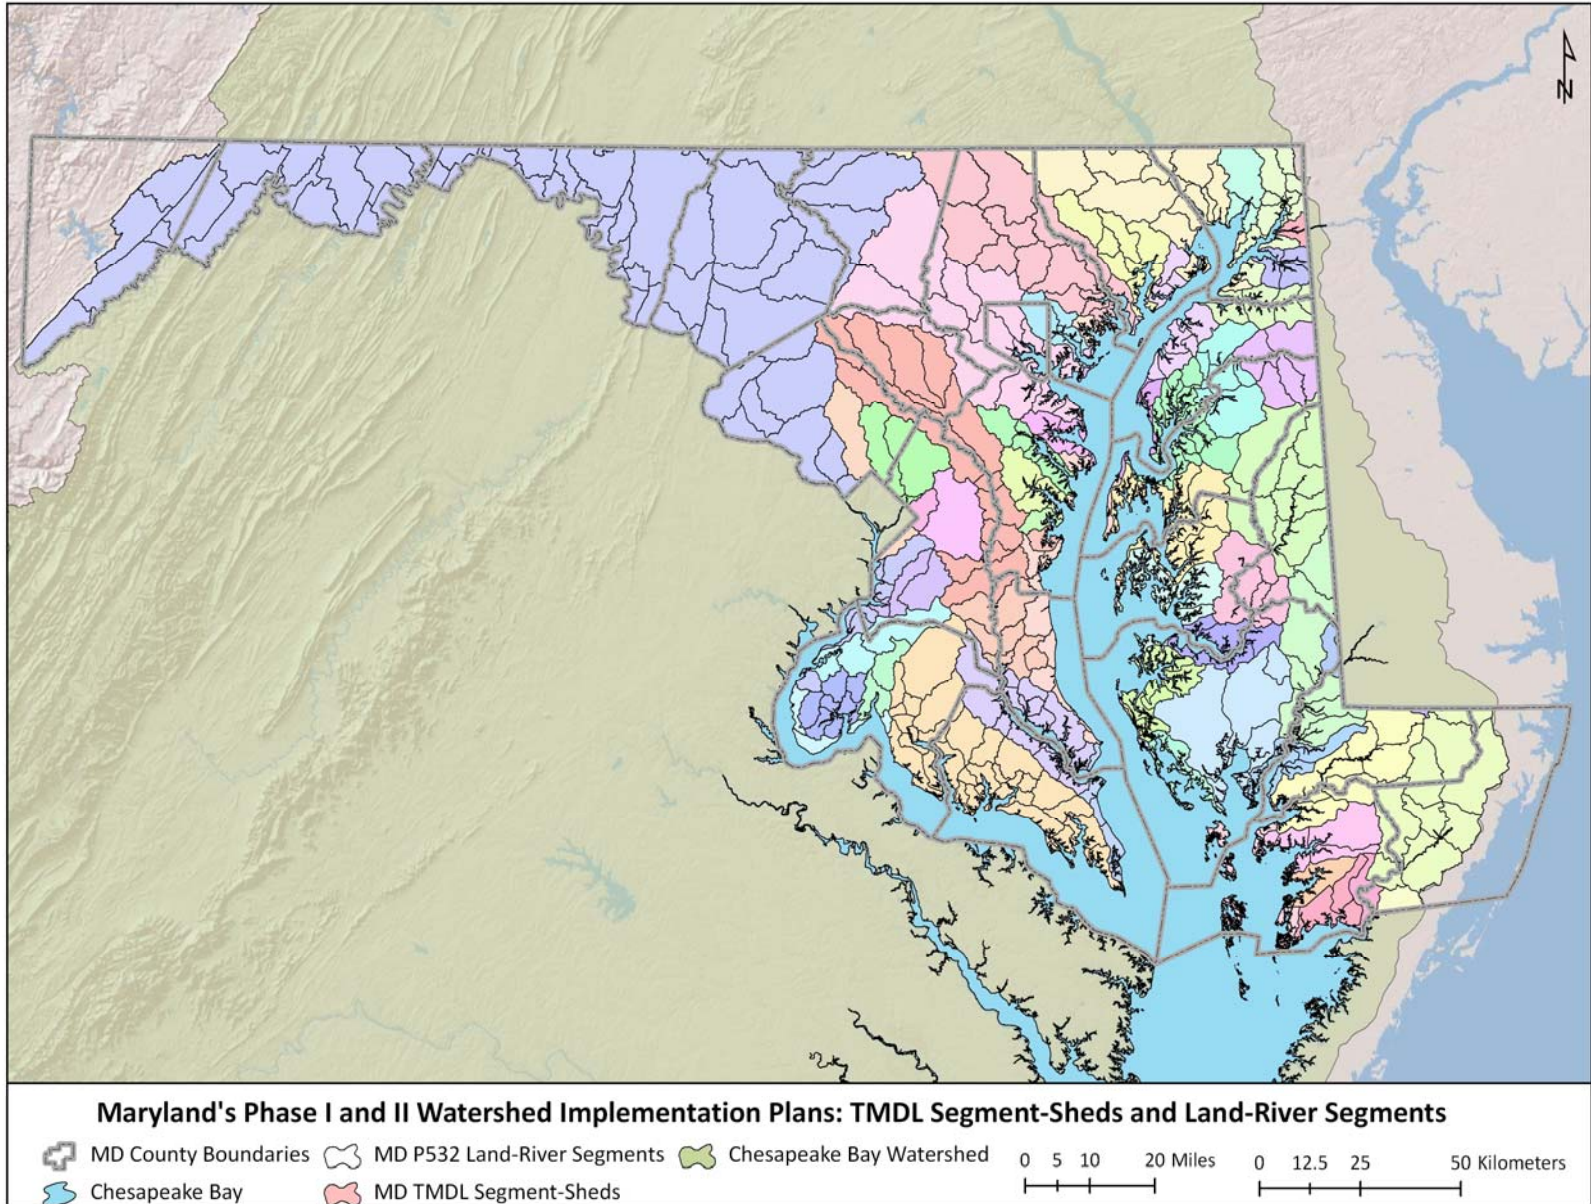 N
Maryland's Phase I and II Watershed Implementation Plans: TMDL Segment-Sheds and Land-River Segments
MD County Boundaries MD P532 Land-River Segments Chesapeake Bay Watershed
Chesapeake Bay MD TMDL Segment-Sheds
0 5 10 20 Miles
0 12.5 25 50 Kilometers